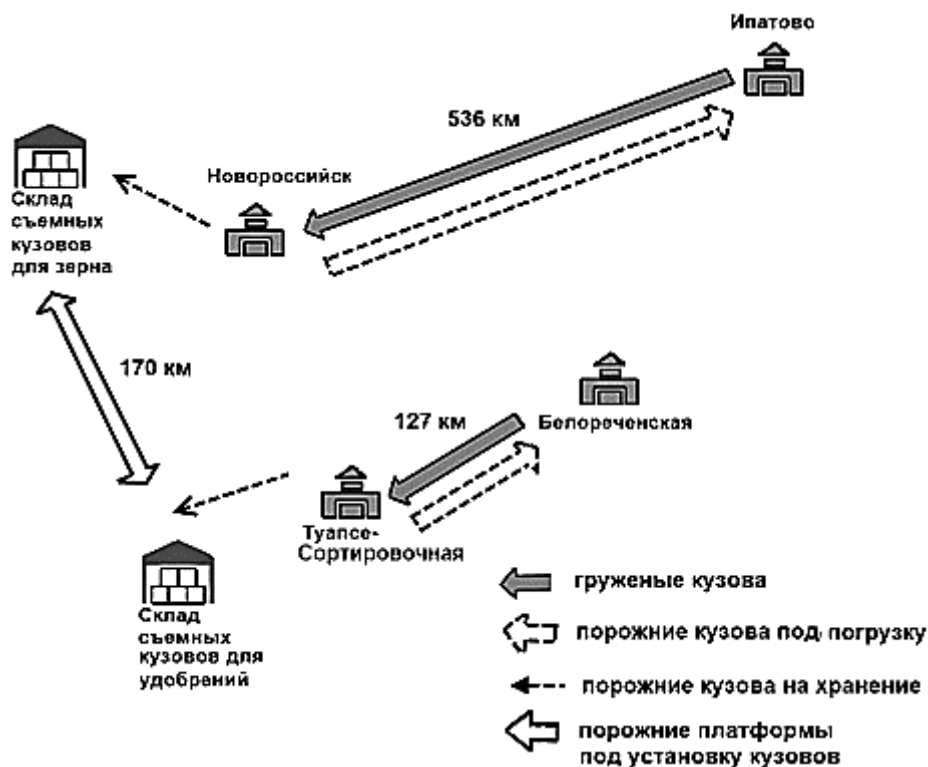 Ипатово
536 км
Новороссийск
Склад
съемных
кузовов
для зерна
170 км
127 км
Белореченская
Туапсе-
Сортировочная
Склад
съемных
кузовов для
удобрений
груженые кузова
порожние кузова под погрузку
порожние кузова на хранение
порожние платформы
под установку кузовов